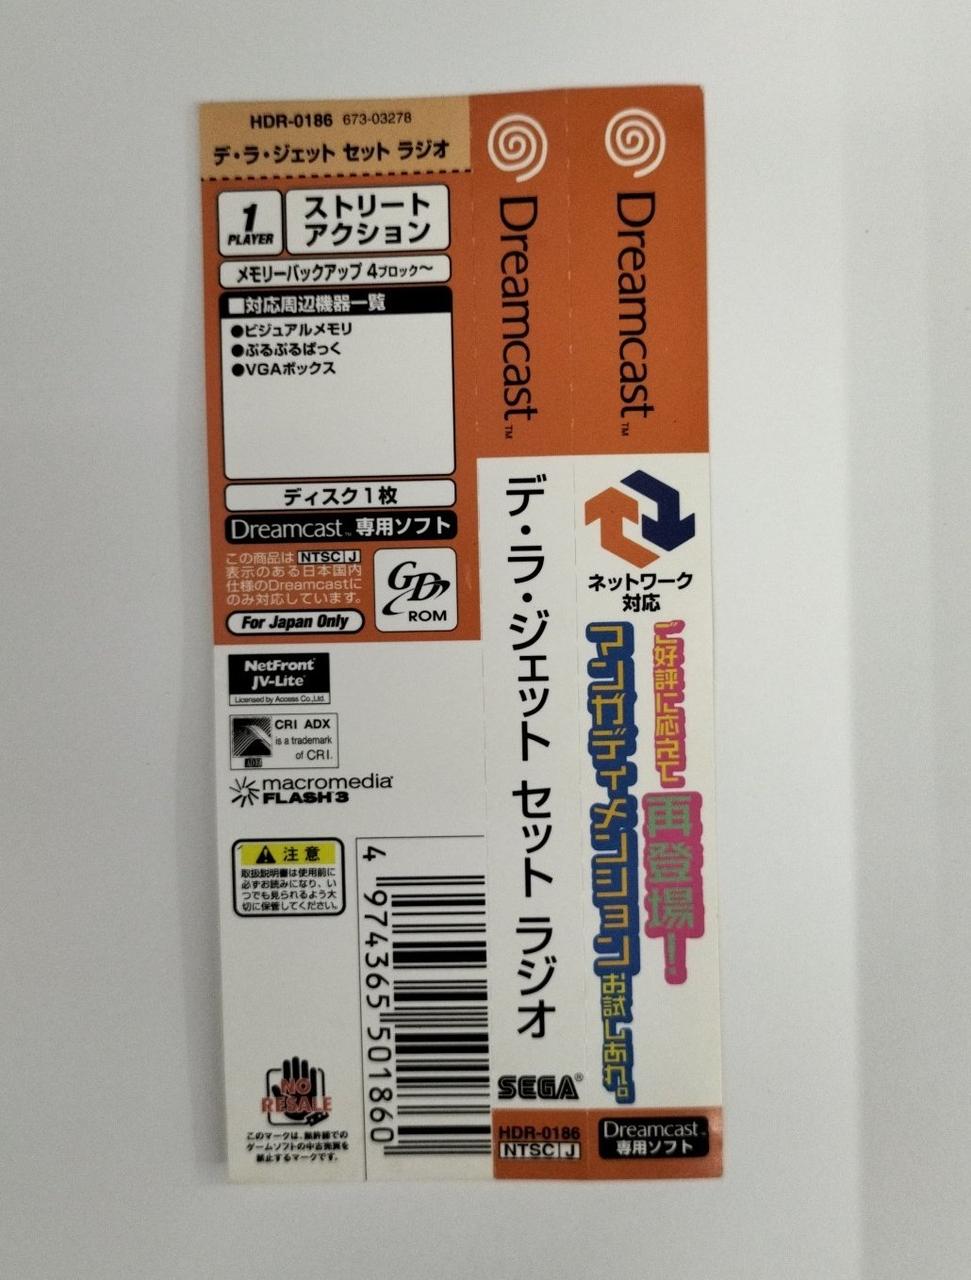 HDR-0186 673-03278
デ・ラ・ジェット セット ラジオ
1
PLAYER
ストリート
アクション
メモリーバックアップ 4ブロック〜
■対応周辺機器一覧
●ビジュアルメモリ
●ぷるぷるぱっく
●VGAボックス
ディスク1枚
Dreamcast™ 専用ソフト
この商品は NTSC J
表示のある日本国内
仕様のDreamcastに
のみ対応しています。
For Japan Only
GD
ROM
NetFront®
JV-Lite®
Licensed by Access Co.,Ltd.
CRI ADX
is a trademark
of CRI.
ADX
macromedia®
FLASH 3
注意
取扱説明書は使用前に
必ずお読みになり、い
つでも見られるよう大
切に保管してください。
4 974365 501860
NO
RESALE
このマークは、最終線での
ゲームソフトの中古売買を
禁止するマークです。
Dreamcast™
デ・ラ・ジェット セット ラジオ
SEGA®
HDR-0186
NTSC J
Dreamcast™
ネットワーク
対応
ご好評に応えて
再登場!
アンガディメンション
お試しあれ。
Dreamcast™
専用ソフト